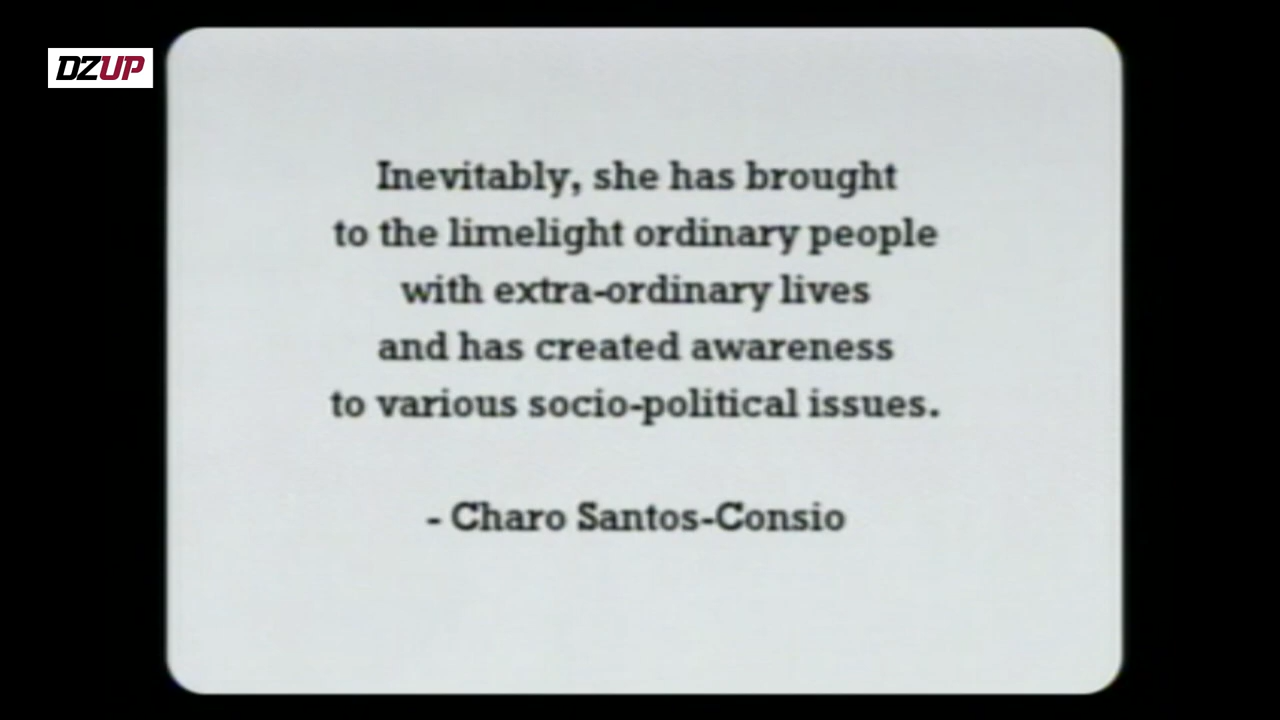 DZUP
Inevitably, she has brought
to the limelight ordinary people
with extra-ordinary lives
and has created awareness
to various socio-political issues.
- Charo Santos-Consio